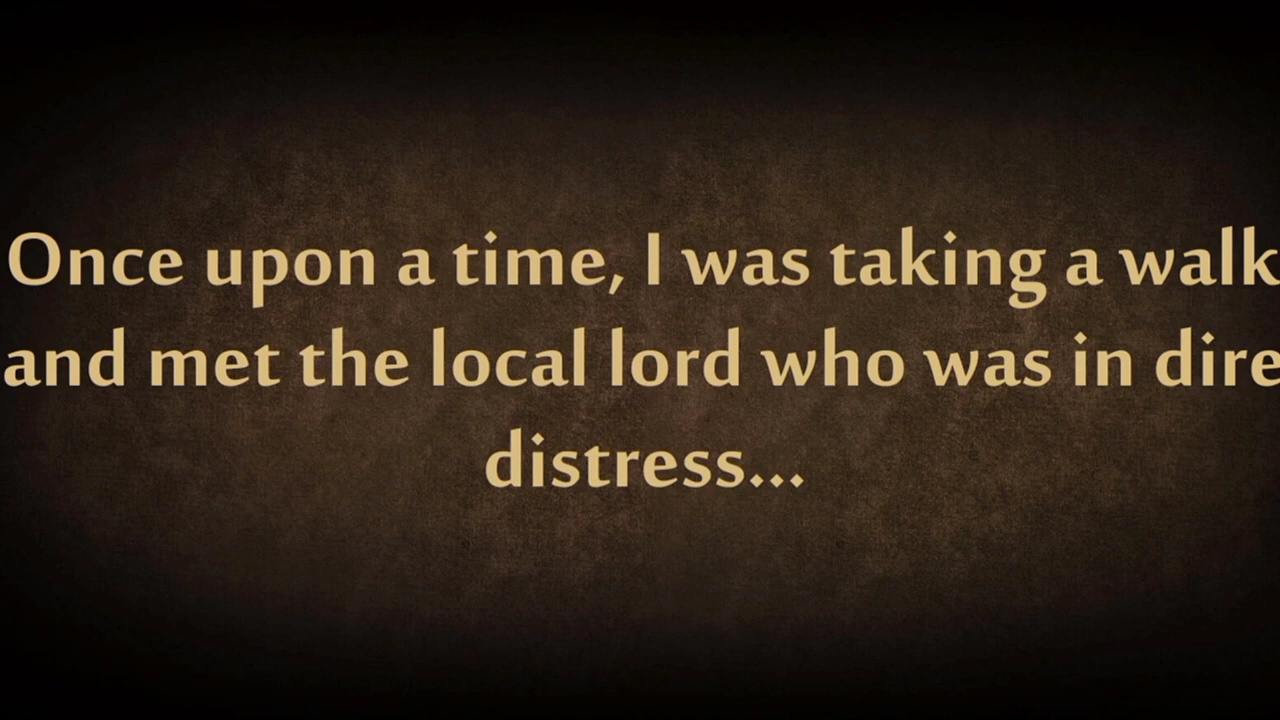 Once upon a time, I was taking a walk
and met the local lord who was in dire
distress...